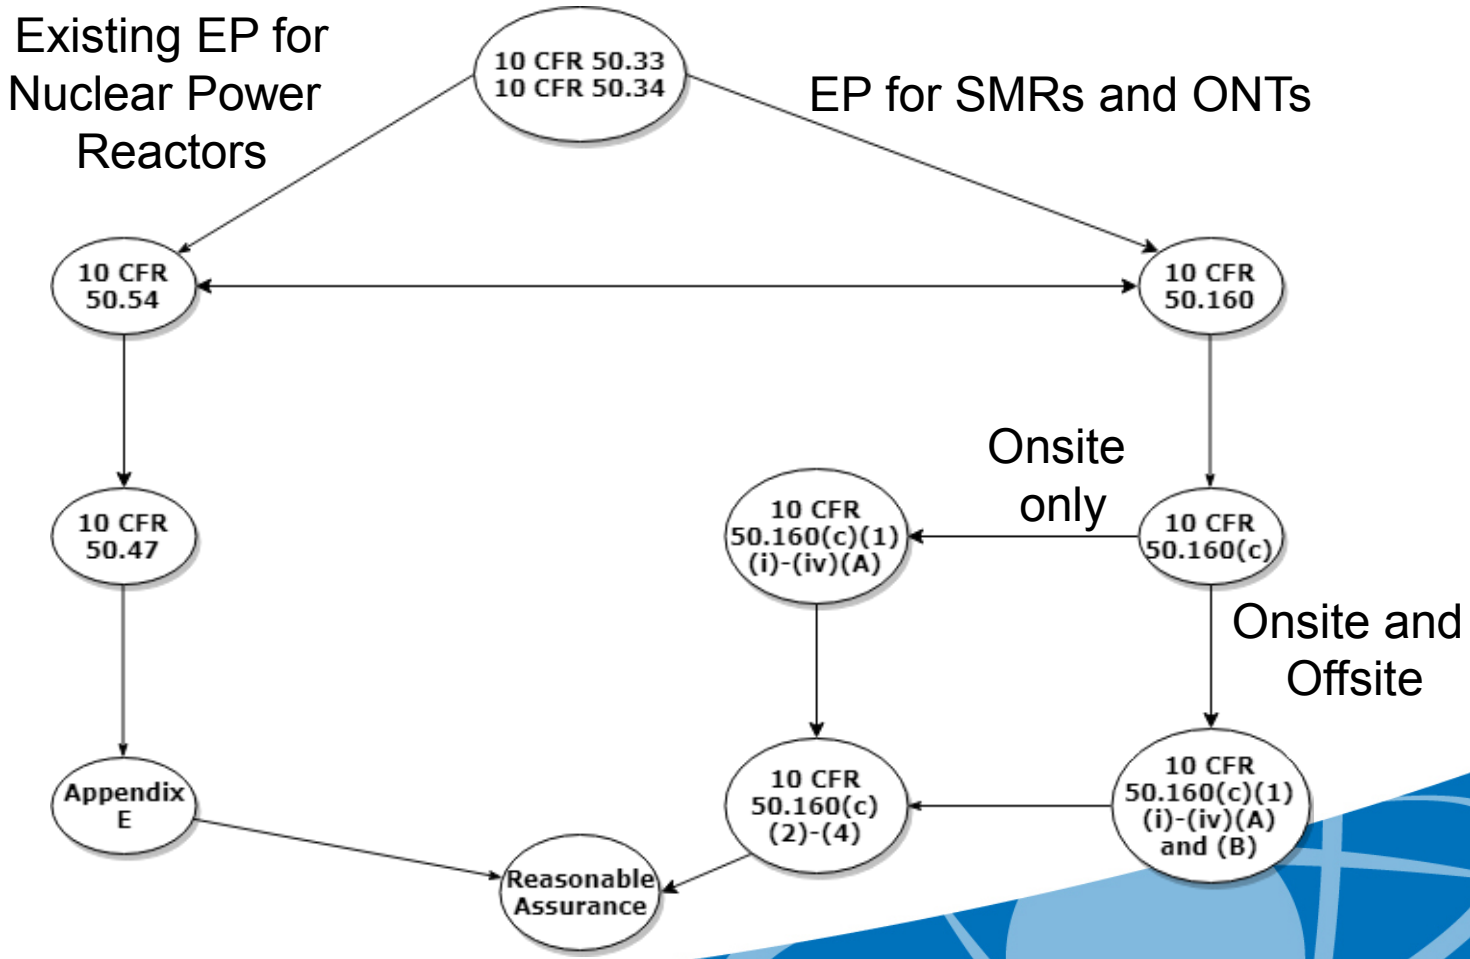 Existing EP for
Nuclear Power
Reactors
10 CFR 50.33
10 CFR 50.34
EP for SMRs and ONTs
10 CFR
50.54
10 CFR
50.160
Onsite
only
10 CFR
50.47
10 CFR
50.160(c)(1)
(i)-(iv)(A)
10 CFR
50.160(c)
Onsite and
Offsite
Appendix
E
10 CFR
50.160(c)
(2)-(4)
10 CFR
50.160(c)(1)
(i)-(iv)(A)
and (B)
Reasonable
Assurance